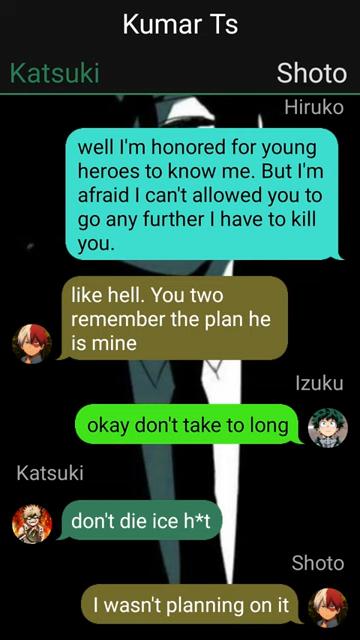 Kumar Ts
Katsuki
Shoto
Hiruko
well I'm honored for young
heroes to know me. But I'm
afraid I can't allowed you to
go any further I have to kill
you.
like hell. You two
remember the plan he
is mine
Izuku
okay don't take to long
Katsuki
don't die ice h*t
Shoto
I wasn't planning on it